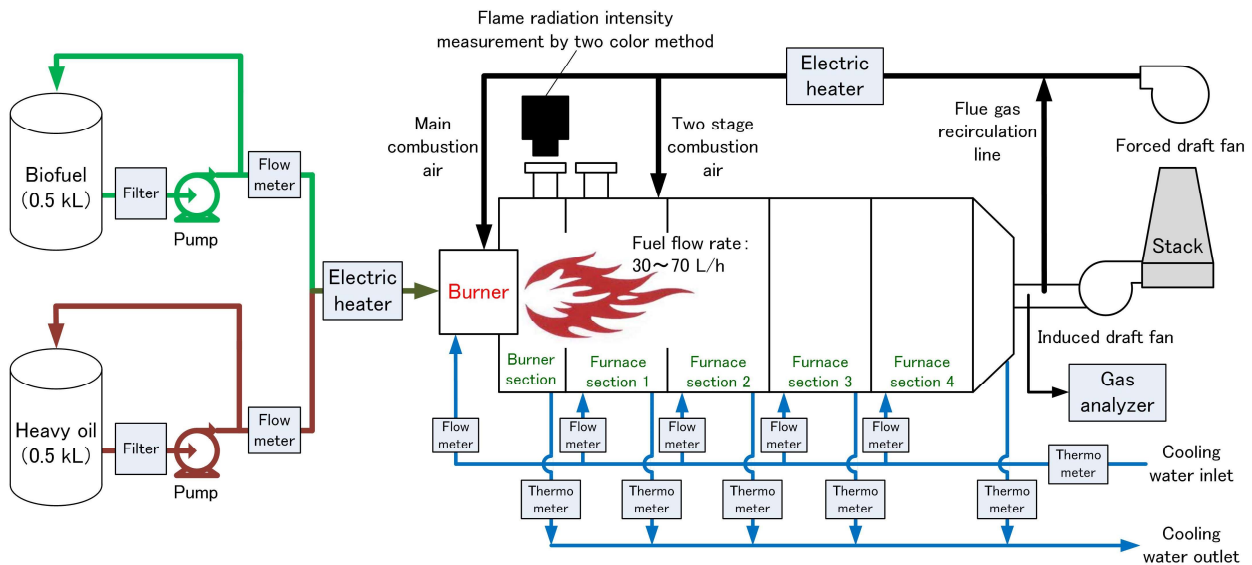 Flame radiation intensity
measurement by two color method
Electric
heater
Main
combustion
air
Two stage
combustion
air
Flue gas
recirculation
line
Forced draft fan
Biofuel
(0.5 kL)
Filter
Pump
Flow
meter
Electric
heater
Burner
Fuel flow rate:
30～70 L/h
Stack
Induced draft fan
Burner
section
Furnace
section 1
Furnace
section 2
Furnace
section 3
Furnace
section 4
Gas
analyzer
Heavy oil
(0.5 kL)
Filter
Pump
Flow
meter
Flow
meter
Flow
meter
Flow
meter
Flow
meter
Flow
meter
Thermo
meter
Cooling
water inlet
Thermo
meter
Thermo
meter
Thermo
meter
Thermo
meter
Thermo
meter
Cooling
water outlet